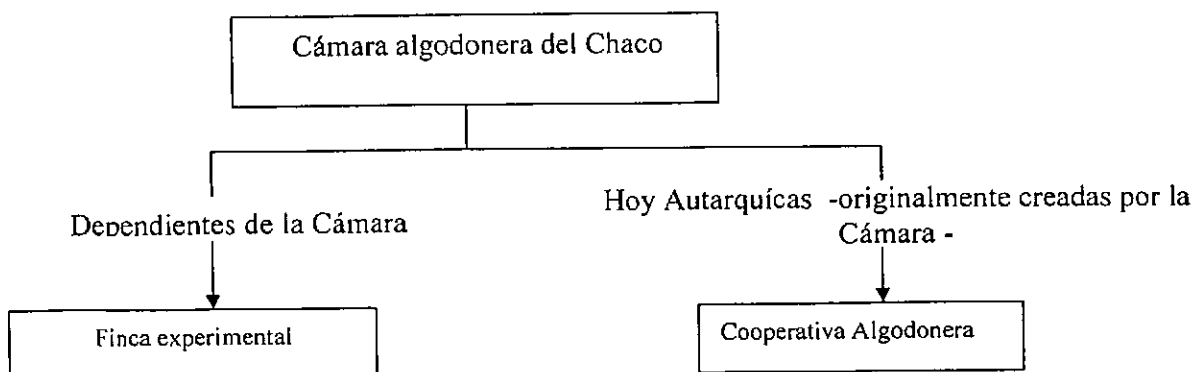 Cámara algodonera del Chaco
Dependientes de la Cámara
Hoy Autarquícas -originalmente creadas por la
Cámara -
Finca experimental
Cooperativa Algodonera